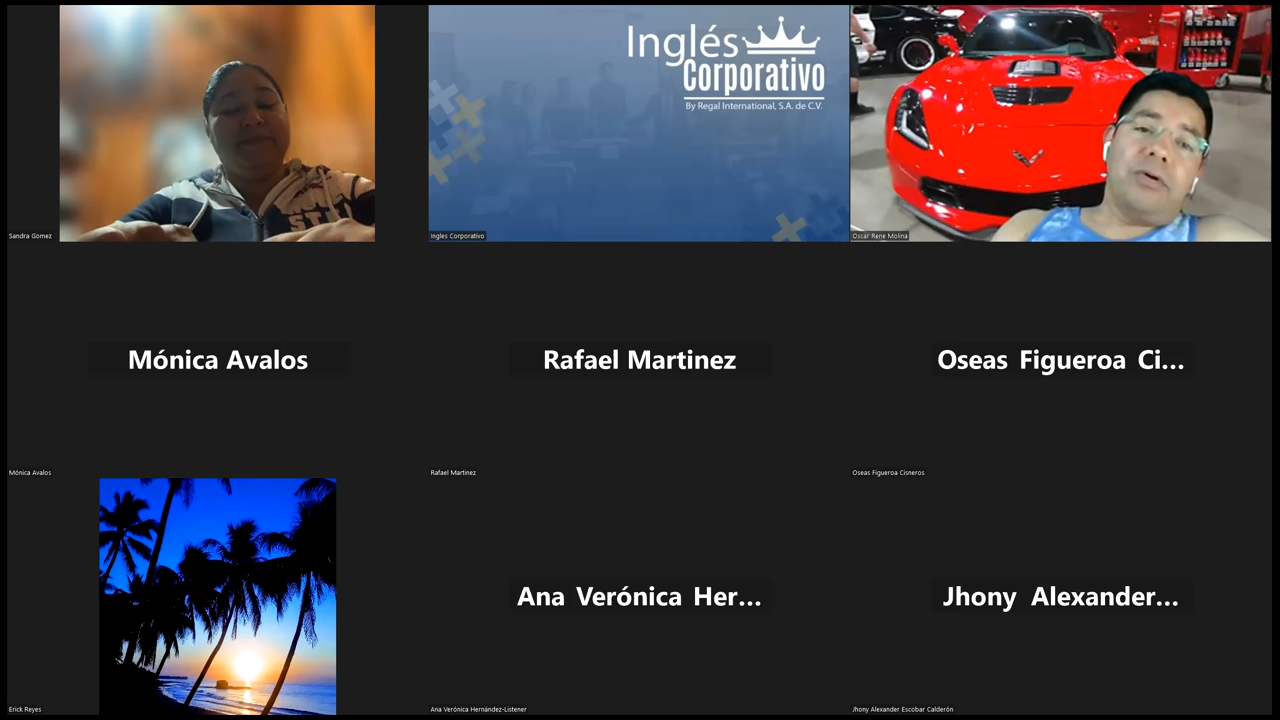 Inglés
Corporativo
By Regal International, S.A. de C.V.
Sandra Gomez
Ingles Corporativo
Oscar Rene Molina
Mónica Avalos
Rafael Martinez
Oseas Figueroa Ci...
Mónica Avalos
Rafael Martinez
Oseas Figueroa Cisneros
Ana Verónica Her...
Jhony Alexander...
Erick Reyes
Ana Verónica Hernández-Listener
Jhony Alexander Escobar Calderón